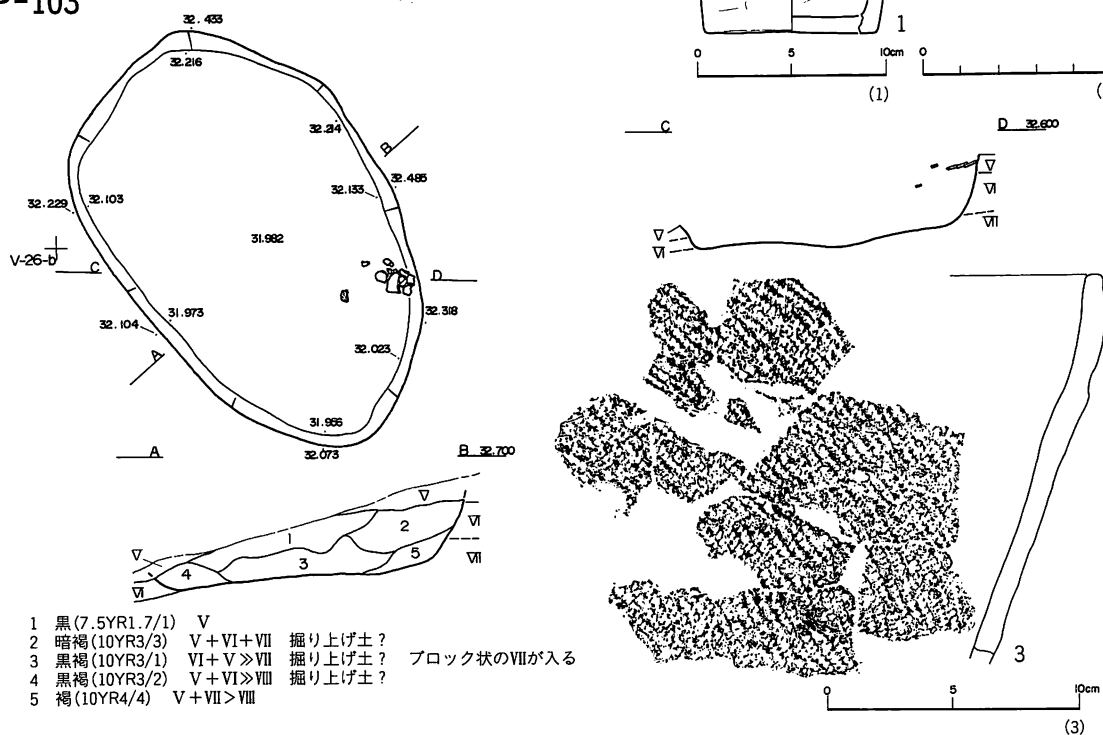 P-103
32.433
32.216
32.214
B
32.485
32.133
32.229
32.103
31.982
V-26-b
C
D
31.973
32.318
32.104
32.023
A
31.966
32.073
A
B 32.700
V
2
VI
1
V
3
5
VII
4
VI
1 黒(7.5YR1.7/1) V
2 暗褐(10YR3/3) V+VI+VII 掘り上げ土?
3 黒褐(10YR3/1) VI+V≫VII 掘り上げ土? ブロック状のVIIが入る
4 黒褐(10YR3/2) V+VI≫VIII 掘り上げ土?
5 褐(10YR4/4) V+VII>VIII
1
0 5 10cm
0
(1)
(
C
D 32.600
V
VI
VII
V
VI
3
0 5 10cm
(3)